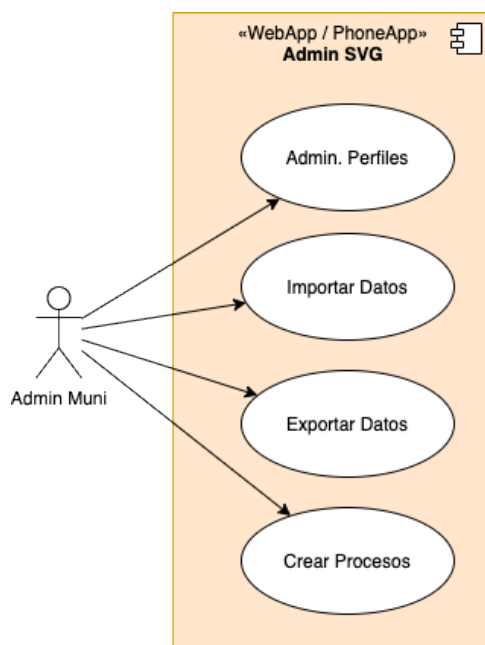 «WebApp / PhoneApp»
Admin SVG
Admin. Perfiles
Importar Datos
Admin Muni
Exportar Datos
Crear Procesos